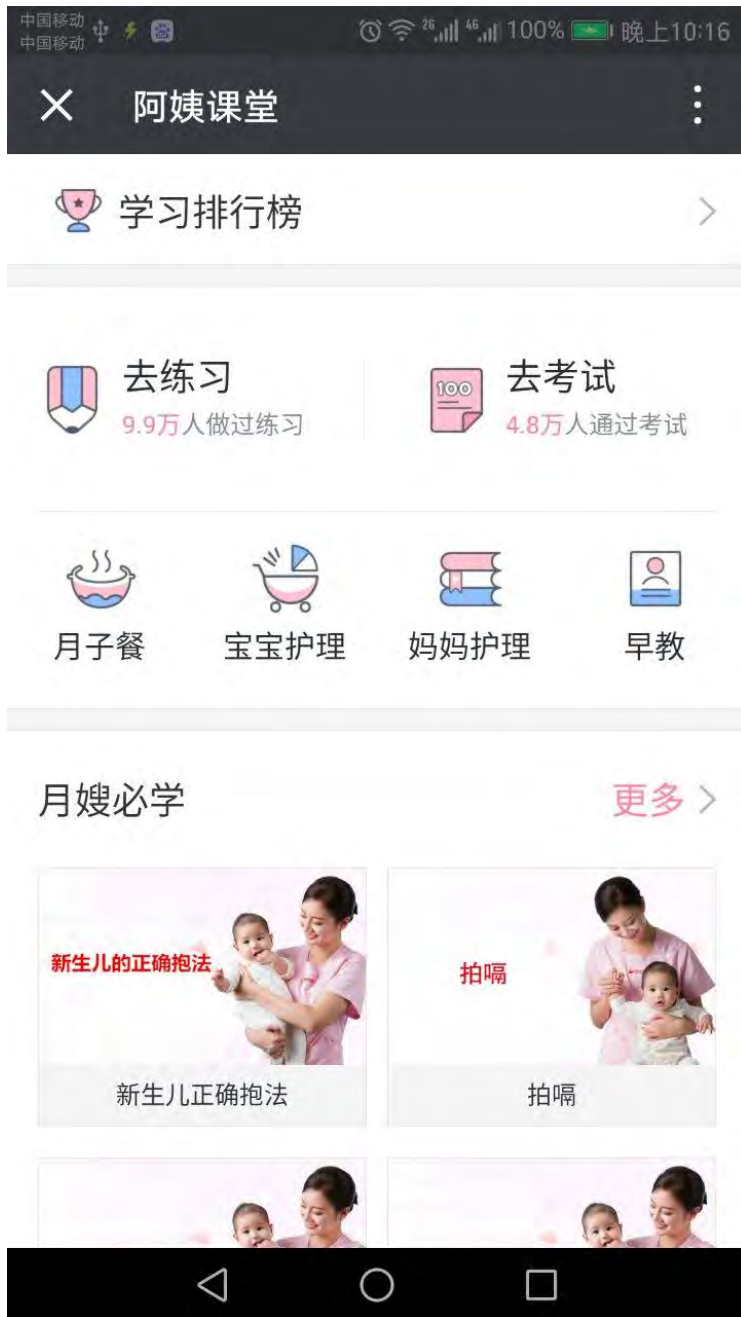 中国移动
中国移动
26 46 100% 晚上10:16
阿姨课堂
学习排行榜
去练习
9.9万人做过练习
100
去考试
4.8万人通过考试
月子餐 宝宝护理 妈妈护理 早教
月嫂必学 更多
新生儿的正确抱法
拍嗝
新生儿正确抱法
拍嗝